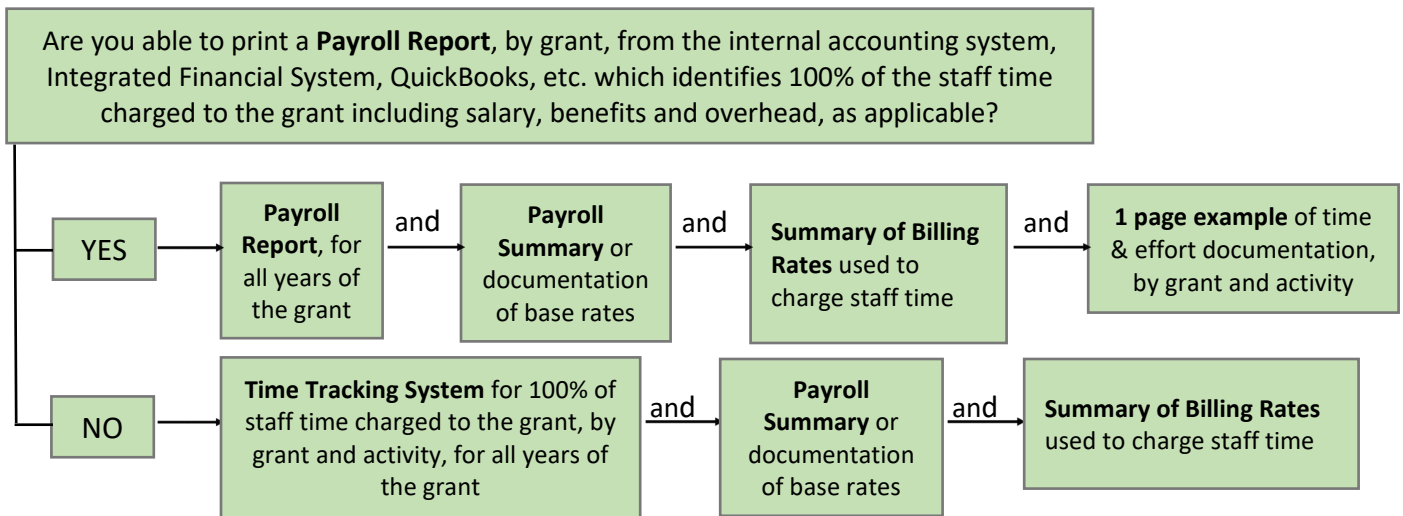 Are you able to print a Payroll Report, by grant, from the internal accounting system,
Integrated Financial System, QuickBooks, etc. which identifies 100% of the staff time
charged to the grant including salary, benefits and overhead, as applicable?
YES
Payroll
Report, for
all years of
the grant
and
Payroll
Summary or
documentation
of base rates
and
Summary of Billing
Rates used to
charge staff time
and
1 page example of time
& effort documentation,
by grant and activity
NO
Time Tracking System for 100% of
staff time charged to the grant, by
grant and activity, for all years of
the grant
and
Payroll
Summary or
documentation
of base rates
and
Summary of Billing Rates
used to charge staff time